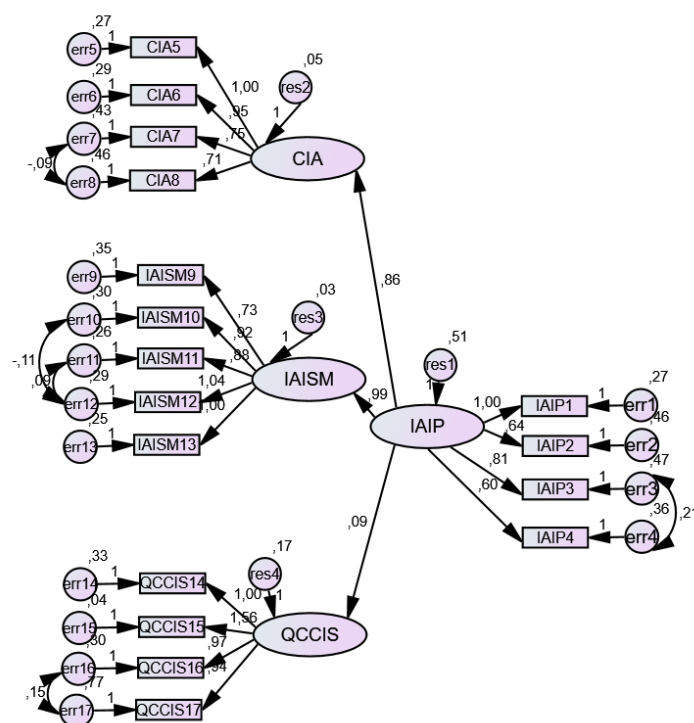 ,27
err5 1 CIA5
,29
err6 1 CIA6
,43
err7 1 CIA7
,46
err8 1 CIA8
-,09
1,00
,95
,75
,71
,05
res2
1
CIA
,86
,35
err9 1 IAISM9
,30
err10 1 IAISM10
,26
err11 1 IAISM11
,29
err12 1 IAISM12
,25
err13 1 IAISM13
-,11
,09
,73
,92
,88
1,04
1,00
,03
res3
1
IAISM
,99
,51
res1
1
IAIP
1,00 IAIP1 1 err1 ,27
,64 IAIP2 1 err2 ,46
,81 IAIP3 1 err3 ,47
,60 IAIP4 1 err4 ,36
,21
,09
,33
err14 1 QCCIS14
,04
err15 1 QCCIS15
,30
err16 1 QCCIS16
,77
err17 1 QCCIS17
,15
1,00
1,56
,97
,94
,17
res4
1
QCCIS